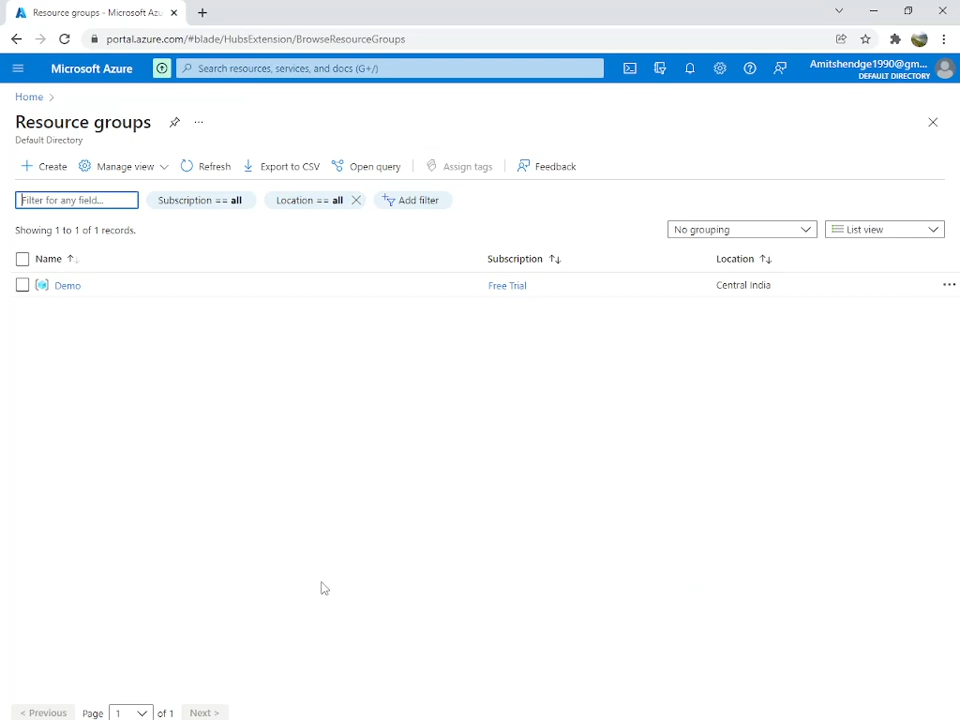 Resource groups - Microsoft Azu
portal.azure.com/#blade/HubsExtension/BrowseResourceGroups
Microsoft Azure
Search resources, services, and docs (G+/)
Amitshendge1990@gm...
DEFAULT DIRECTORY
Home >
Resource groups
...
Default Directory
+ Create
Manage view
Refresh
Export to CSV
Open query
Assign tags
Feedback
Filter for any field...
Subscription == all
Location == all
Add filter
Showing 1 to 1 of 1 records.
No grouping
List view
Name
Subscription
Location
Demo
Free Trial
Central India
...
< Previous
Page
1
of 1
Next >